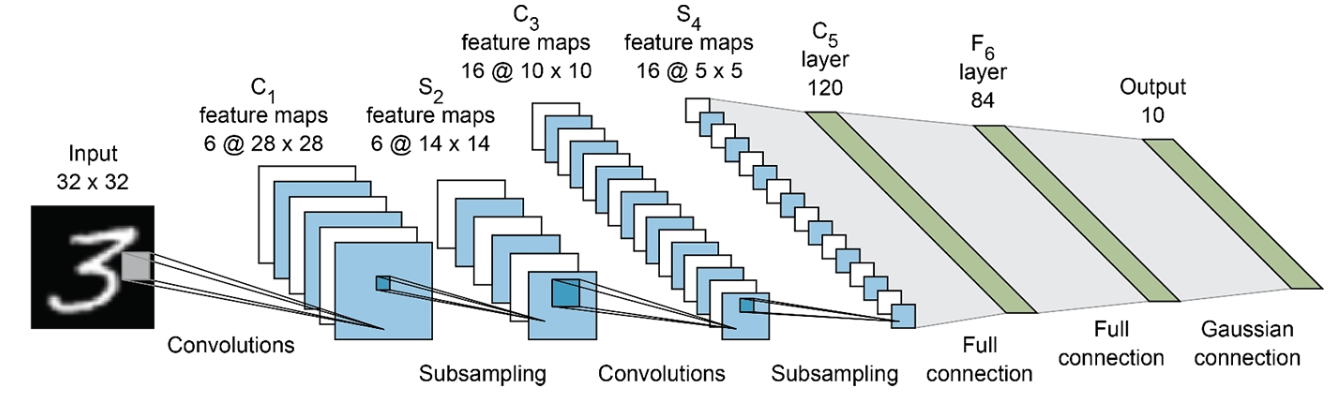 Input
32 x 32
C1
feature maps
6 @ 28 x 28
S2
feature maps
6 @ 14 x 14
C3
feature maps
16 @ 10 x 10
S4
feature maps
16 @ 5 x 5
C5
layer
120
F6
layer
84
Output
10
3
Convolutions
Subsampling
Convolutions
Subsampling
Full
connection
Full
connection
Gaussian
connection